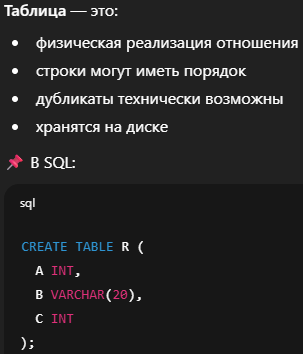 Таблица — это:
• физическая реализация отношения
• строки могут иметь порядок
• дубликаты технически возможны
• хранятся на диске
📌 В SQL:
sql
CREATE TABLE R (
A INT,
B VARCHAR(20),
C INT
);